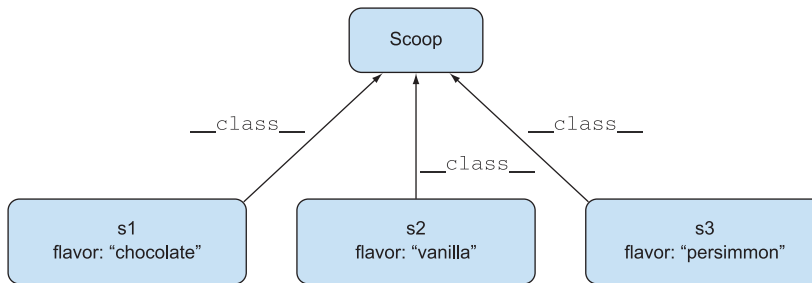 Scoop
__class__
__class__
__class__
s1
flavor: “chocolate”
s2
flavor: “vanilla”
s3
flavor: “persimmon”